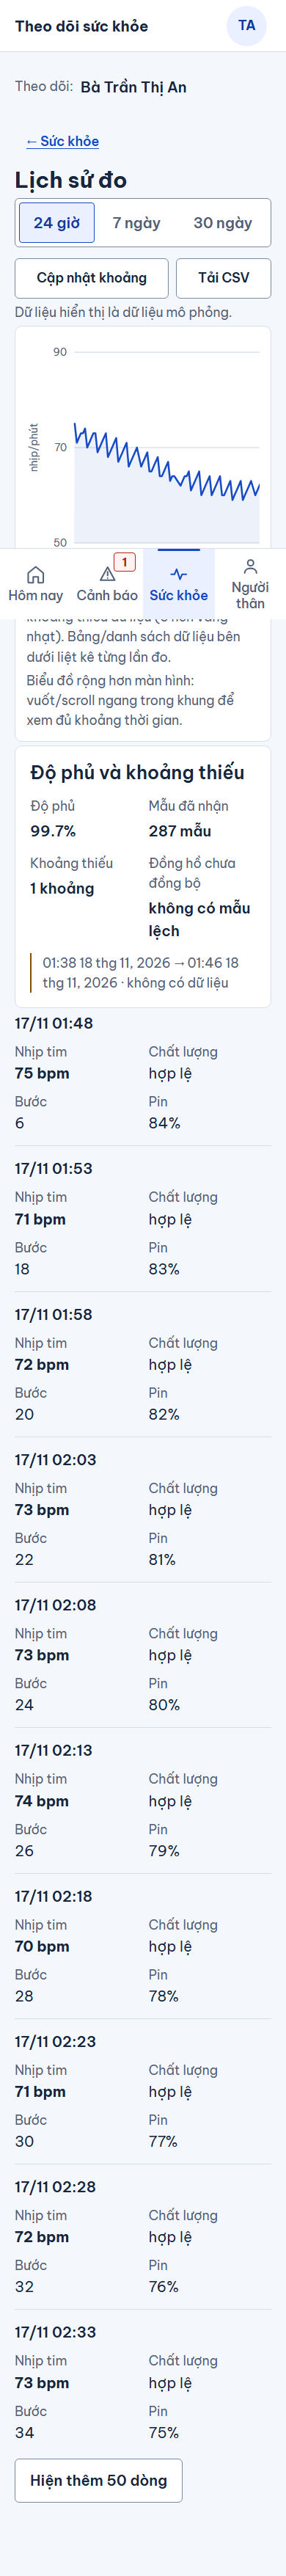 Theo dõi sức khỏe
TA
Theo dõi: Bà Trần Thị An
← Sức khỏe
Lịch sử đo
24 giờ 7 ngày 30 ngày
Cập nhật khoảng Tải CSV
Dữ liệu hiển thị là dữ liệu mô phỏng.
90
70
50
nhịp/phút
Hôm nay
1
Cảnh báo
Sức khỏe
Người
thân
nhạt). Bảng/danh sách dữ liệu bên
dưới liệt kê từng lần đo.
Biểu đồ rộng hơn màn hình:
vuốt/scroll ngang trong khung để
xem đủ khoảng thời gian.
Độ phủ và khoảng thiếu
Độ phủ Mẫu đã nhận
99.7% 287 mẫu
Khoảng thiếu Đồng hồ chưa
đồng bộ
1 khoảng không có mẫu
lệch
01:38 18 thg 11, 2026 → 01:46 18
thg 11, 2026 · không có dữ liệu
17/11 01:48
Nhịp tim Chất lượng
75 bpm hợp lệ
Bước Pin
6 84%
17/11 01:53
Nhịp tim Chất lượng
71 bpm hợp lệ
Bước Pin
18 83%
17/11 01:58
Nhịp tim Chất lượng
72 bpm hợp lệ
Bước Pin
20 82%
17/11 02:03
Nhịp tim Chất lượng
73 bpm hợp lệ
Bước Pin
22 81%
17/11 02:08
Nhịp tim Chất lượng
73 bpm hợp lệ
Bước Pin
24 80%
17/11 02:13
Nhịp tim Chất lượng
74 bpm hợp lệ
Bước Pin
26 79%
17/11 02:18
Nhịp tim Chất lượng
70 bpm hợp lệ
Bước Pin
28 78%
17/11 02:23
Nhịp tim Chất lượng
71 bpm hợp lệ
Bước Pin
30 77%
17/11 02:28
Nhịp tim Chất lượng
72 bpm hợp lệ
Bước Pin
32 76%
17/11 02:33
Nhịp tim Chất lượng
73 bpm hợp lệ
Bước Pin
34 75%
Hiện thêm 50 dòng